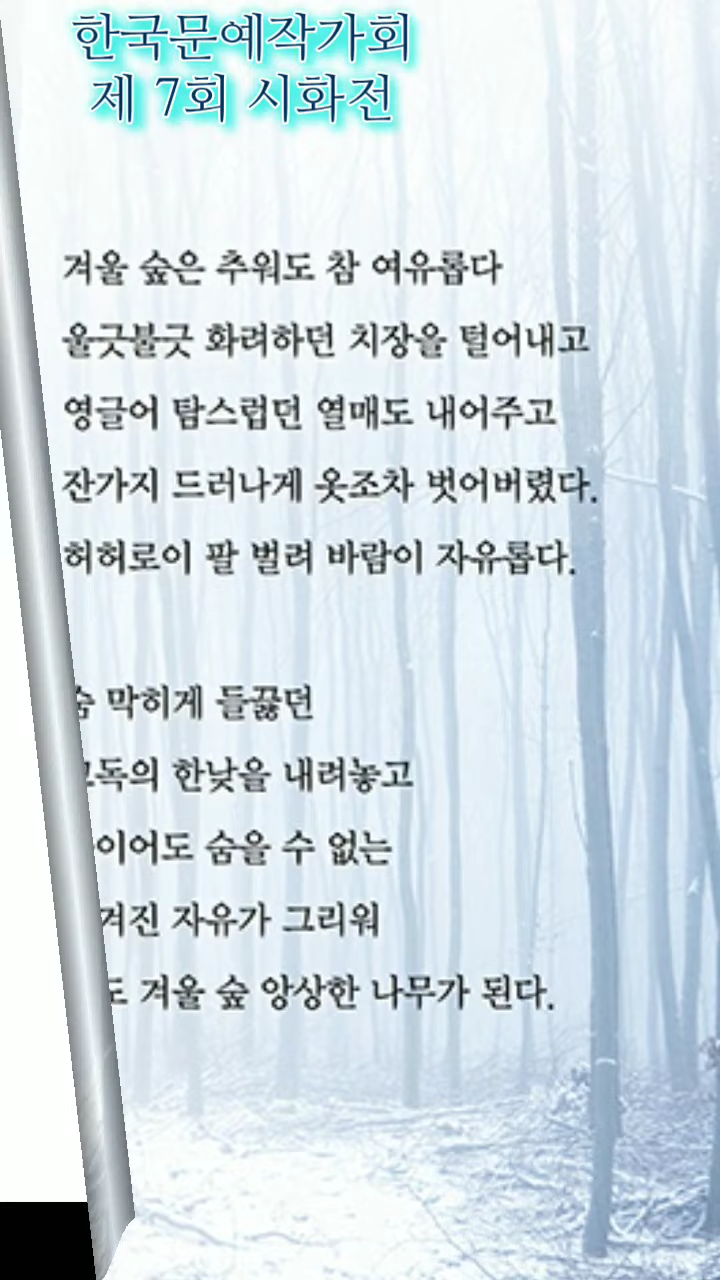 한국문예작가회
제 7회 시화전
겨울 숲은 추워도 참 여유롭다
울긋불긋 화려하던 치장을 털어내고
영글어 탐스럽던 열매도 내어주고
잔가지 드러나게 옷조차 벗어버렸다.
허허로이 팔 벌려 바람이 자유롭다.
숨 막히게 들끓던
고독의 한낮을 내려놓고
숨을 수 없는
자유가 그리워
겨울 숲 앙상한 나무가 된다.